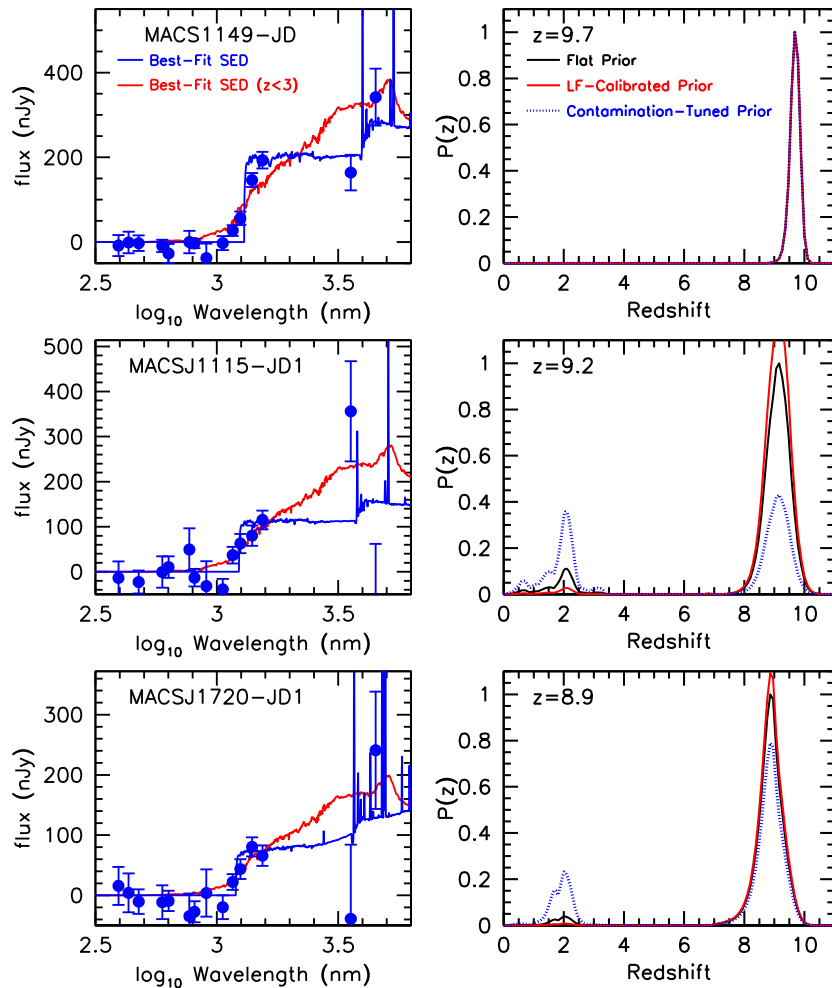 MACS1149-JD
Best-Fit SED
Best-Fit SED (z<3)
flux (nJy)
400
200
0
2.5 3 3.5
log10 Wavelength (nm)
z=9.7
Flat Prior
LF-Calibrated Prior
Contamination-Tuned Prior
P(z)
1
0.8
0.6
0.4
0.2
0
0 2 4 6 8 10
Redshift
MACSJ1115-JD1
flux (nJy)
500
400
300
200
100
0
2.5 3 3.5
log10 Wavelength (nm)
z=9.2
P(z)
1
0.8
0.6
0.4
0.2
0
0 2 4 6 8 10
Redshift
MACSJ1720-JD1
flux (nJy)
300
200
100
0
2.5 3 3.5
log10 Wavelength (nm)
z=8.9
P(z)
1
0.8
0.6
0.4
0.2
0
0 2 4 6 8 10
Redshift